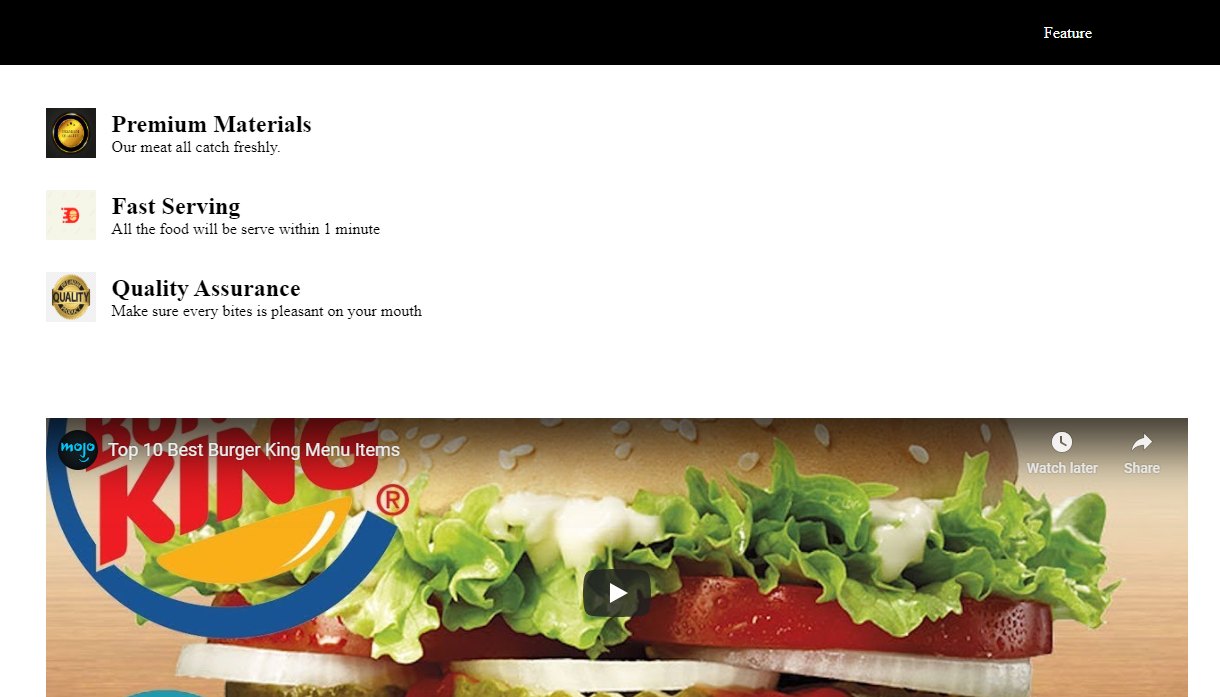 Feature
Premium Materials
Our meat all catch freshly.
Fast Serving
All the food will be serve within 1 minute
QUALITY
Quality Assurance
Make sure every bites is pleasant on your mouth
mojo
Top 10 Best Burger King Menu Items
Watch later
Share
KING
®